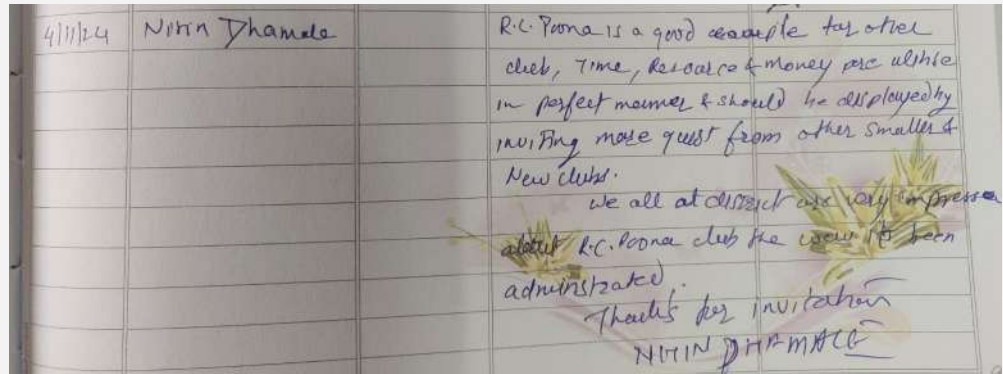 4/11/24 Nitin Dhamale R.C. Poona is a good example for other
club, Time, Resource & money are utilise
in perfect manner & should be displayed by
inviting more guest from other smaller &
New clubs.
we all at district are very impressed
about R.C. Poona club the way it's been
adminstrated.
Thanks for invitation
NITIN DHAMALE